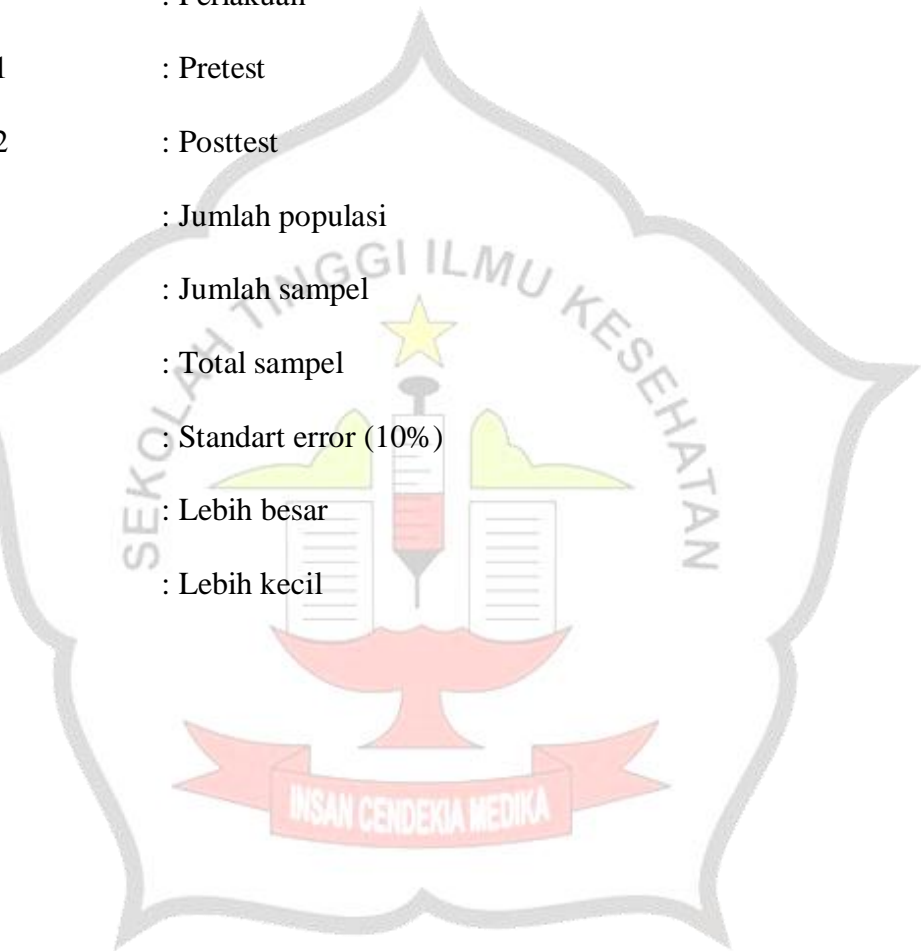 : Perlakuan
1 : Pretest
2 : Posttest
: Jumlah populasi
: Jumlah sampel
: Total sampel
: Standart error (10%)
: Lebih besar
: Lebih kecil
SEKOLAH TINGGI ILMU KESEHATAN
INSAN CENDEKIA MEDIKA